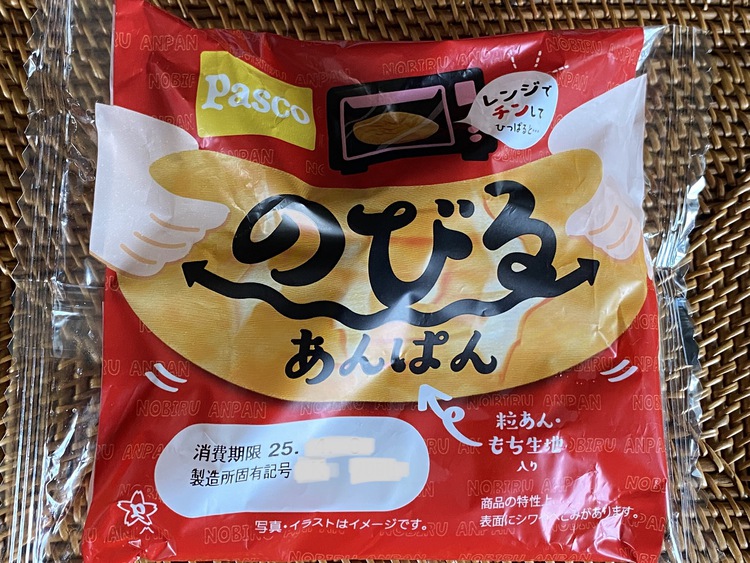 NOBIRU ANPAN
Pasco
レンジで
チンして
ひっぱると…
のびる
あんぱん
粒あん・
もち生地
入り
消費期限 25.
製造所固有記号
商品の特性上
表面にシワ
こみがあります。
写真・イラストはイメージです。